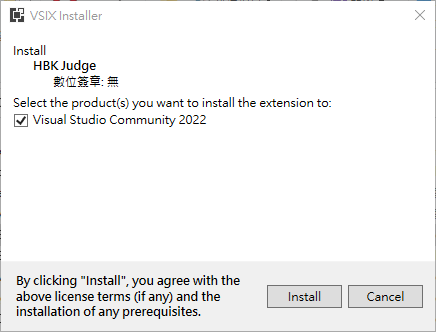 VSIX Installer
Install
HBK Judge
數位簽章: 無
Select the product(s) you want to install the extension to:
Visual Studio Community 2022
By clicking "Install", you agree with the
above license terms (if any) and the
installation of any prerequisites.
Install
Cancel